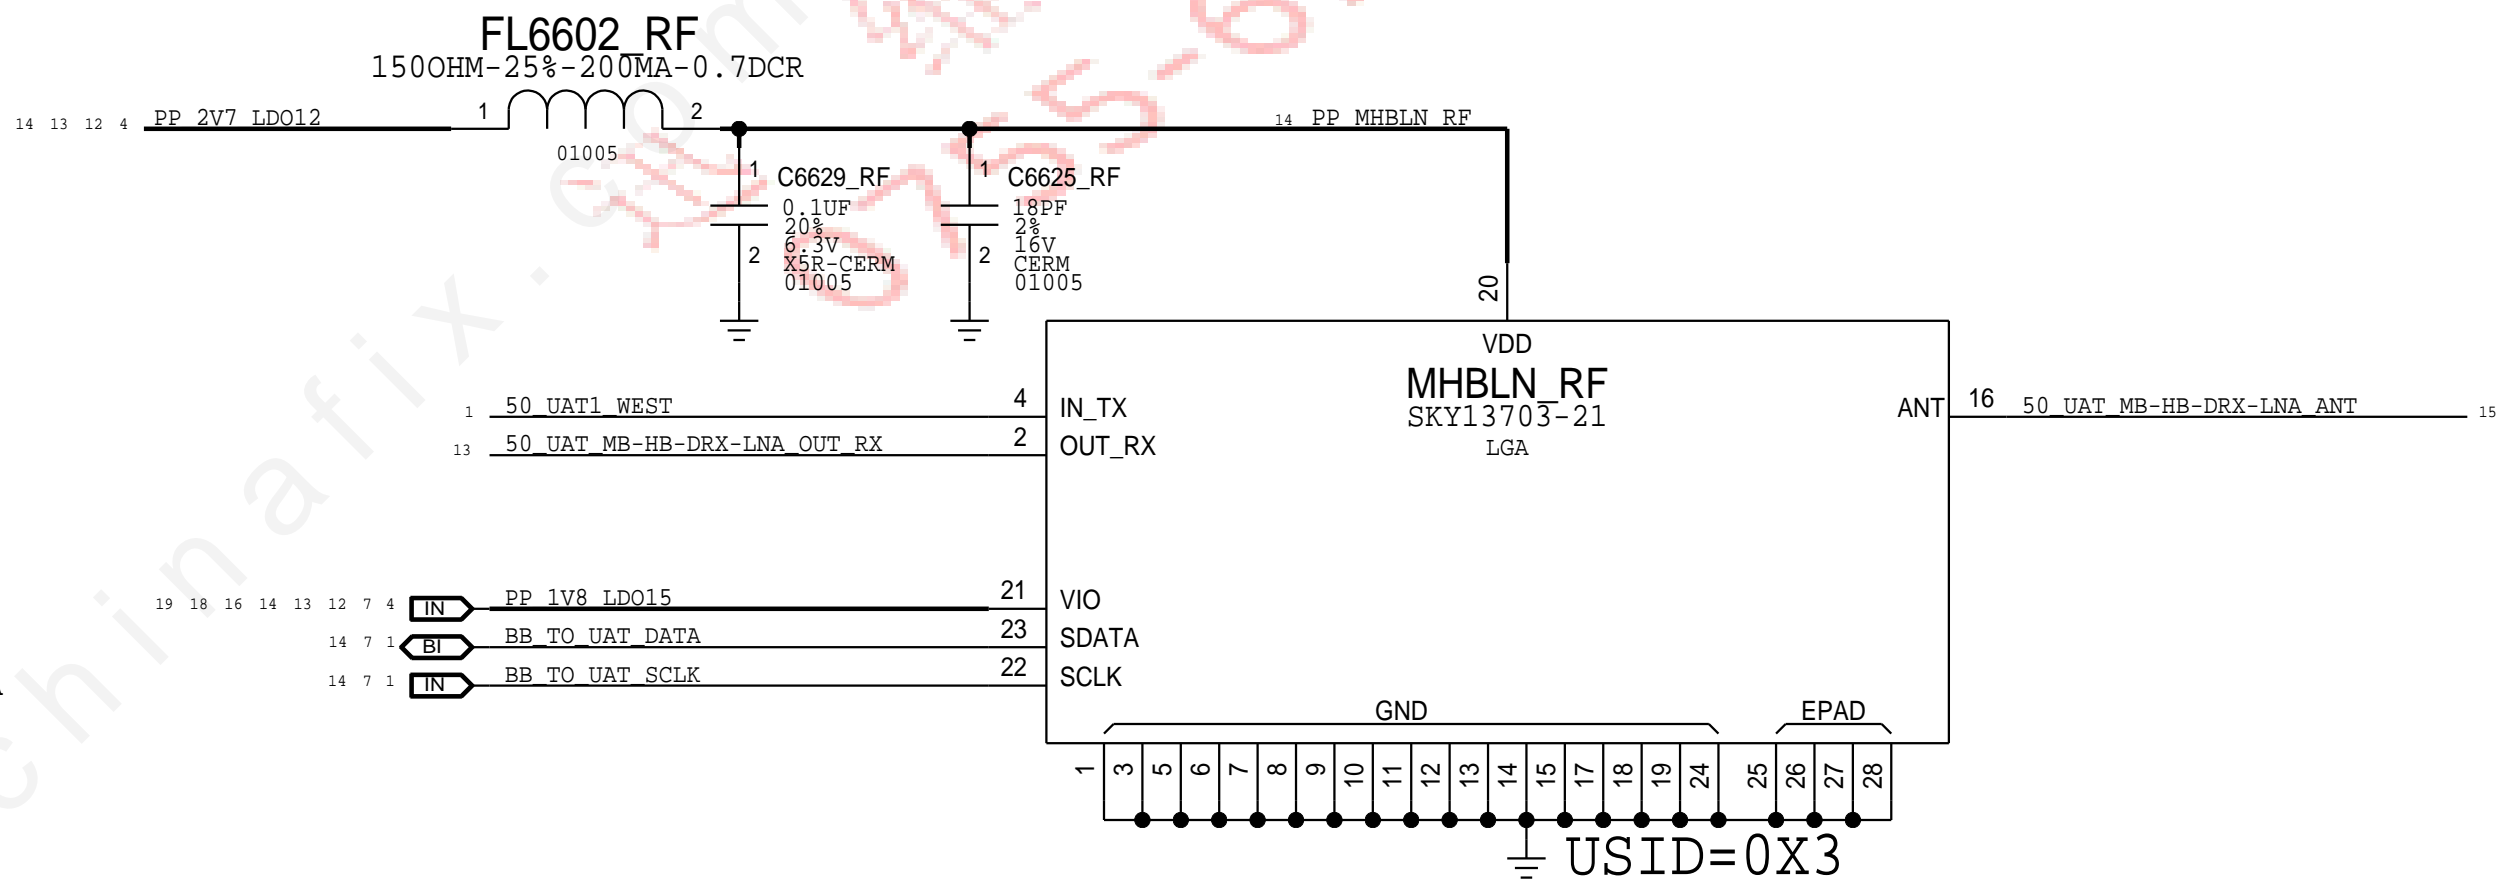 FL6602_RF
150OHM-25%-200MA-0.7DCR
14 13 12 4 PP_2V7_LDO12 1 2 14 PP_MHBLN_RF
01005
1 C6629_RF 1 C6625_RF
0.1UF 18PF
20% 2%
6.3V 16V
2 X5R-CERM 2 CERM
01005 01005
20
VDD
MHBLN_RF
SKY13703-21
LGA
1 50_UAT1_WEST 4 IN_TX ANT 16 50_UAT_MB-HB-DRX-LNA_ANT 15
13 50_UAT_MB-HB-DRX-LNA_OUT_RX 2 OUT_RX
19 18 16 14 13 12 7 4 IN PP_1V8_LDO15 21 VIO
14 7 1 BI BB_TO_UAT_DATA 23 SDATA
14 7 1 IN BB_TO_UAT_SCLK 22 SCLK
GND EPAD
1 3 5 6 7 8 9 10 11 12 13 14 15 17 18 19 24 25 26 27 28
USID=0X3
chinafix.com
0755-6